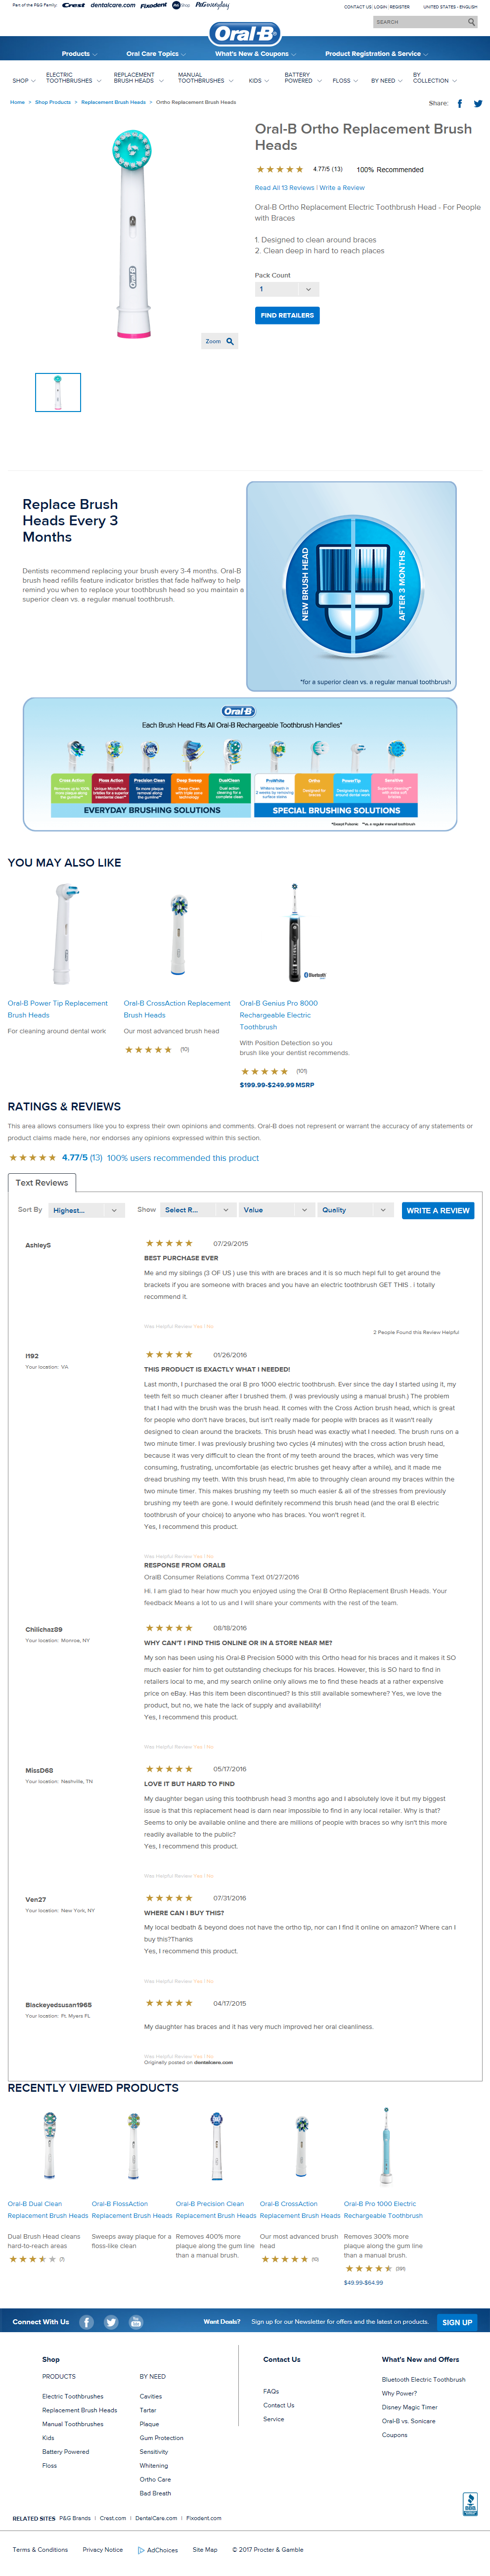 Part of the P&G Family: Crest dentalcare.com Fixodent P&G Shop P&Geveryday
CONTACT US| LOGIN | REGISTER UNITED STATES - ENGLISH
SEARCH
Oral-B
Products Oral Care Topics What's New & Coupons Product Registration & Service
SHOP ELECTRIC TOOTHBRUSHES REPLACEMENT BRUSH HEADS MANUAL TOOTHBRUSHES KIDS BATTERY POWERED FLOSS BY NEED BY COLLECTION
Home > Shop Products > Replacement Brush Heads > Ortho Replacement Brush Heads
Share:
Oral-B Ortho Replacement Brush
Heads
4.77/5 (13) 100% Recommended
Read All 13 Reviews | Write a Review
Oral-B Ortho Replacement Electric Toothbrush Head - For People
with Braces
1. Designed to clean around braces
2. Clean deep in hard to reach places
Pack Count
1
FIND RETAILERS
Oral-B
Zoom
Replace Brush
Heads Every 3
Months
Dentists recommend replacing your brush every 3-4 months. Oral-B
brush head refills feature indicator bristles that fade halfway to help
remind you when to replace your toothbrush head so you maintain a
superior clean vs. a regular manual toothbrush.
NEW BRUSH HEAD
AFTER 3 MONTHS
*for a superior clean vs. a regular manual toothbrush
Oral-B
Each Brush Head Fits All Oral-B Rechargeable Toothbrush Handles*
Cross Action Floss Action Precision Clean Deep Sweep DualClean ProWhite Ortho PowerTip Sensitive
EVERYDAY BRUSHING SOLUTIONS SPECIAL BRUSHING SOLUTIONS
YOU MAY ALSO LIKE
Bluetooth
Oral-B Power Tip Replacement
Brush Heads
For cleaning around dental work
Oral-B CrossAction Replacement
Brush Heads
Our most advanced brush head
(10)
Oral-B Genius Pro 8000
Rechargeable Electric
Toothbrush
With Position Detection so you
brush like your dentist recommends.
(101)
$199.99-$249.99 MSRP
RATINGS & REVIEWS
This area allows consumers like you to express their own opinions and comments. Oral-B does not represent or warrant the accuracy of any statements or
product claims made here, nor endorses any opinions expressed within this section.
4.77/5 (13) 100% users recommended this product
Text Reviews
Sort By Highest... Show Select R... Value Quality WRITE A REVIEW
AshleyS
07/29/2015
BEST PURCHASE EVER
Me and my siblings (3 OF US ) use this with are braces and it is so much hepl ful to get around the
brackets if you are someone with braces and you have an electric toothbrush GET THIS . i totally
recommend it.
Was Helpful Review Yes | No
2 People Found this Review Helpful
l192
Your location: VA
01/26/2016
THIS PRODUCT IS EXACTLY WHAT I NEEDED!
Last month, I purchased the oral B pro 1000 electric toothbrush. Ever since the day I started using it, my
teeth felt so much cleaner after I brushed them. (I was previously using a manual brush.) The problem
that I had with the brush was the brush head. It comes with the Cross Action brush head, which is great
for people who don't have braces, but isn't really made for people with braces as it wasn't really
designed to clean around the brackets. This brush head was exactly what I needed. The brush runs on a
two minute timer. I was previously brushing two cycles (4 minutes) with the cross action brush head,
because it was very difficult to clean the front of my teeth around the braces, which was very time
consuming, frustrating, uncomfortable (as electric brushes get heavy after a while), and it made me
dread brushing my teeth. With this brush head, I'm able to throughly clean around my braces within the
two minute timer. This makes brushing my teeth so much easier & all of the stresses from previously
brushing my teeth are gone. I would definitely recommend this brush head (and the oral B electric
toothbrush of your choice) to anyone who has braces. You won't regret it.
Yes, I recommend this product.
Was Helpful Review Yes | No
RESPONSE FROM ORALB
OralB Consumer Relations Comma Text 01/27/2016
Hi. I am glad to hear how much you enjoyed using the Oral B Ortho Replacement Brush Heads. Your
feedback Means a lot to us and I will share your comments with the rest of the team.
Chilichaz89
Your location: Monroe, NY
08/18/2016
WHY CAN'T I FIND THIS ONLINE OR IN A STORE NEAR ME?
My son has been using his Oral-B Precision 5000 with this Ortho head for his braces and it makes it SO
much easier for him to get outstanding checkups for his braces. However, this is SO HARD to find in
retailers local to me, and my search online only allows me to find these heads at a rather expensive
price on eBay. Has this item been discontinued? Is this still available somewhere? Yes, we love the
product, but no, we hate the lack of supply and availability!
Yes, I recommend this product.
Was Helpful Review Yes | No
MissD68
Your location: Nashville, TN
05/17/2016
LOVE IT BUT HARD TO FIND
My daughter began using this toothbrush head 3 months ago and I absolutely love it but my biggest
issue is that this replacement head is darn near impossible to find in any local retailer. Why is that?
Seems to only be available online and there are millions of people with braces so why isn't this more
readily available to the public?
Yes, I recommend this product.
Was Helpful Review Yes | No
Ven27
Your location: New York, NY
07/31/2016
WHERE CAN I BUY THIS?
My local bedbath & beyond does not have the ortho tip, nor can I find it online on amazon? Where can I
buy this?Thanks
Yes, I recommend this product.
Was Helpful Review Yes | No
Blackeyedsusan1965
Your location: Ft. Myers FL
04/17/2015
My daughter has braces and it has very much improved her oral cleanliness.
Was Helpful Review Yes | No
Originally posted on dentalcare.com
RECENTLY VIEWED PRODUCTS
Oral-B Dual Clean
Replacement Brush Heads
Dual Brush Head cleans
hard-to-reach areas
(7)
Oral-B FlossAction
Replacement Brush Heads
Sweeps away plaque for a
floss-like clean
Oral-B Precision Clean
Replacement Brush Heads
Removes 400% more
plaque along the gum line
than a manual brush.
Oral-B CrossAction
Replacement Brush Heads
Our most advanced brush
head
(10)
Oral-B Pro 1000 Electric
Rechargeable Toothbrush
Removes 300% more
plaque along the gum line
than a manual brush.
$49.99-$64.99
Connect With Us Want Deals? Sign up for our Newsletter for offers and the latest on products. SIGN UP
Shop
PRODUCTS
Electric Toothbrushes
Replacement Brush Heads
Manual Toothbrushes
Kids
Battery Powered
Floss
BY NEED
Cavities
Tartar
Plaque
Gum Protection
Sensitivity
Whitening
Ortho Care
Bad Breath
Contact Us
FAQs
Contact Us
Service
What's New and Offers
Bluetooth Electric Toothbrush
Why Power?
Disney Magic Timer
Oral-B vs. Sonicare
Coupons
BBB
RELATED SITES P&G Brands | Crest.com | DentalCare.com | Fixodent.com
Terms & Conditions Privacy Notice AdChoices Site Map © 2017 Procter & Gamble